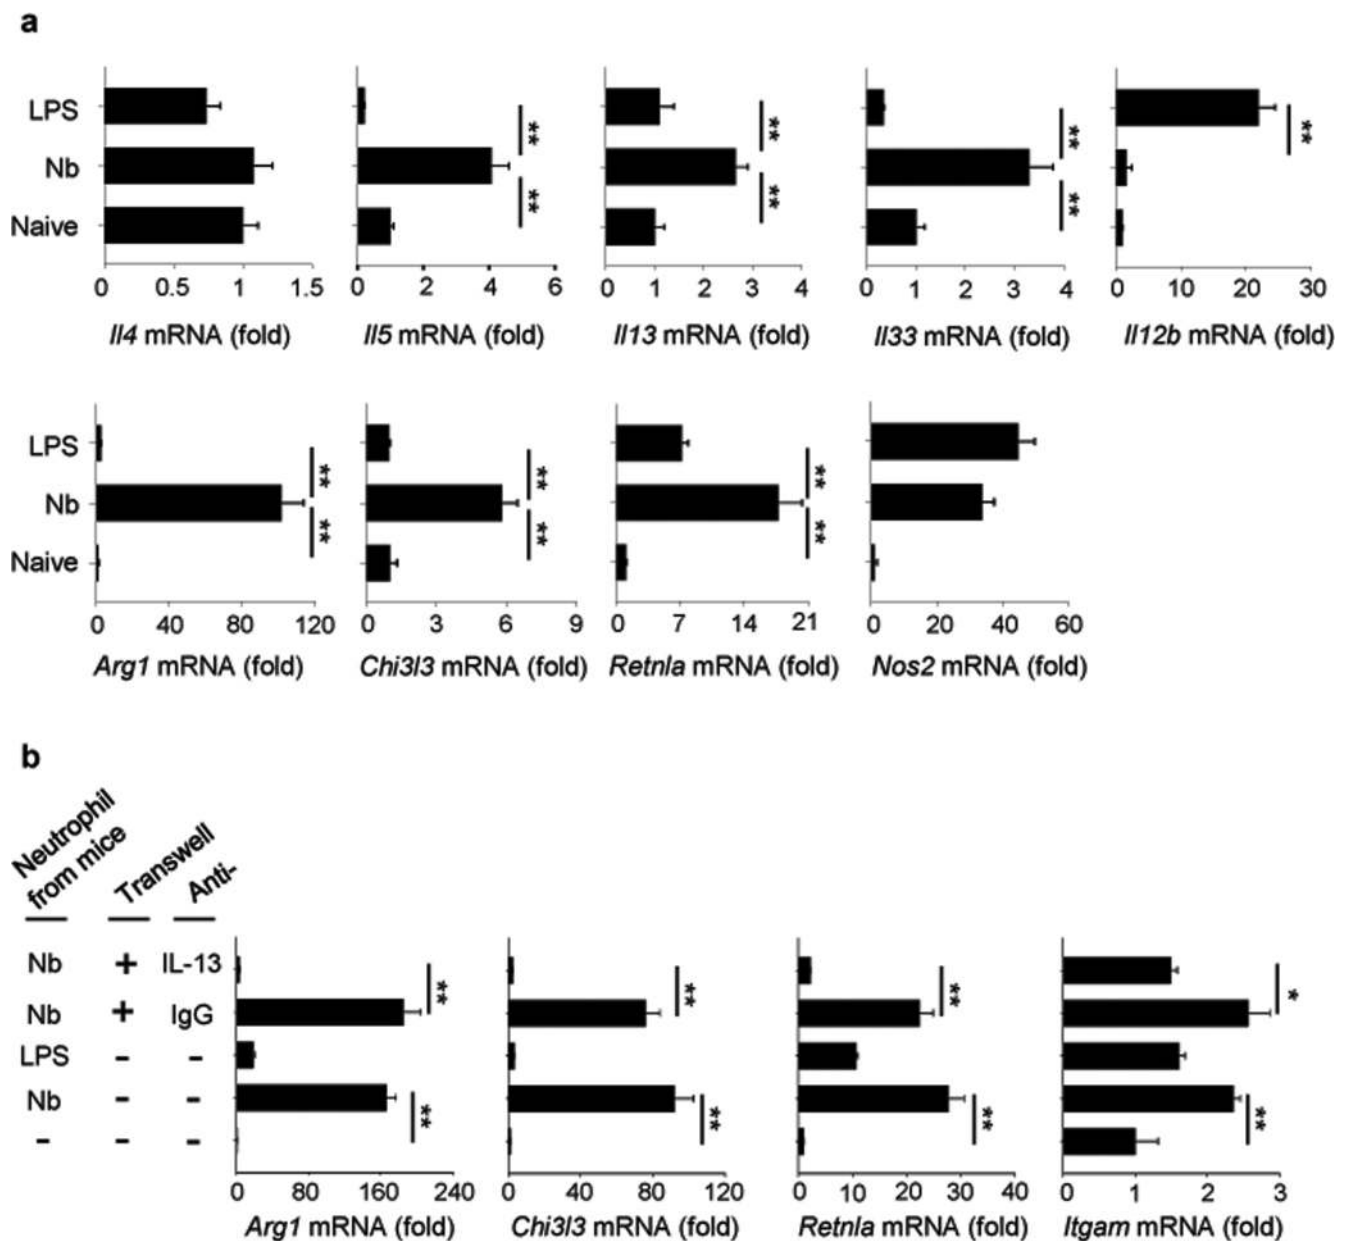 a
LPS
Nb
Naive
** ** ** ** ** ** **
0 0.5 1 1.5 0 2 4 6 0 1 2 3 4 0 1 2 3 4 0 10 20 30
Il4 mRNA (fold) Il5 mRNA (fold) Il13 mRNA (fold) Il33 mRNA (fold) Il12b mRNA (fold)
LPS
Nb
Naive
** ** ** ** ** **
0 40 80 120 0 3 6 9 0 7 14 21 0 20 40 60
Arg1 mRNA (fold) Chi3l3 mRNA (fold) Retnla mRNA (fold) Nos2 mRNA (fold)
b
Neutrophil
from mice
Transwell
Anti-
Nb + IL-13
Nb + IgG
** ** ** *
LPS - -
Nb - -
- - -
** ** ** **
0 80 160 240 0 40 80 120 0 10 20 30 40 0 1 2 3
Arg1 mRNA (fold) Chi3l3 mRNA (fold) Retnla mRNA (fold) Itgam mRNA (fold)